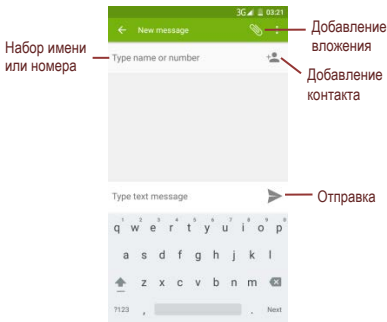 3G 03:21
New message
Добавление
вложения
Набор имени
или номера
Type name or number
Добавление
контакта
Type text message
Отправка
1 2 3 4 5 6 7 8 9 0
q w e r t y u i o p
a s d f g h j k l
z x c v b n m
?123 , . Next